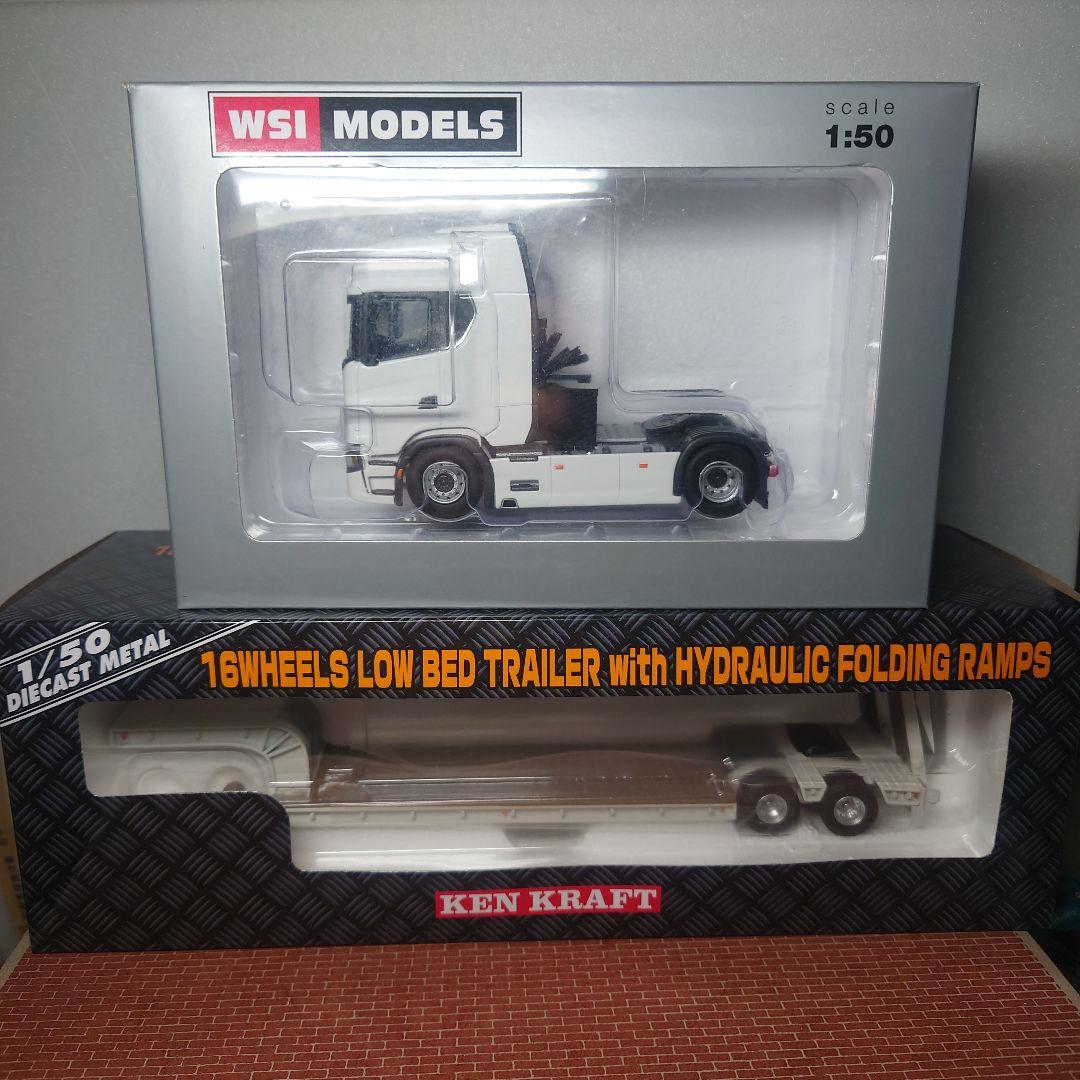 WSI MODELS
scale
1:50
1/50
DIECAST METAL
16WHEELS LOW BED TRAILER with HYDRAULIC FOLDING RAMPS
KEN KRAFT